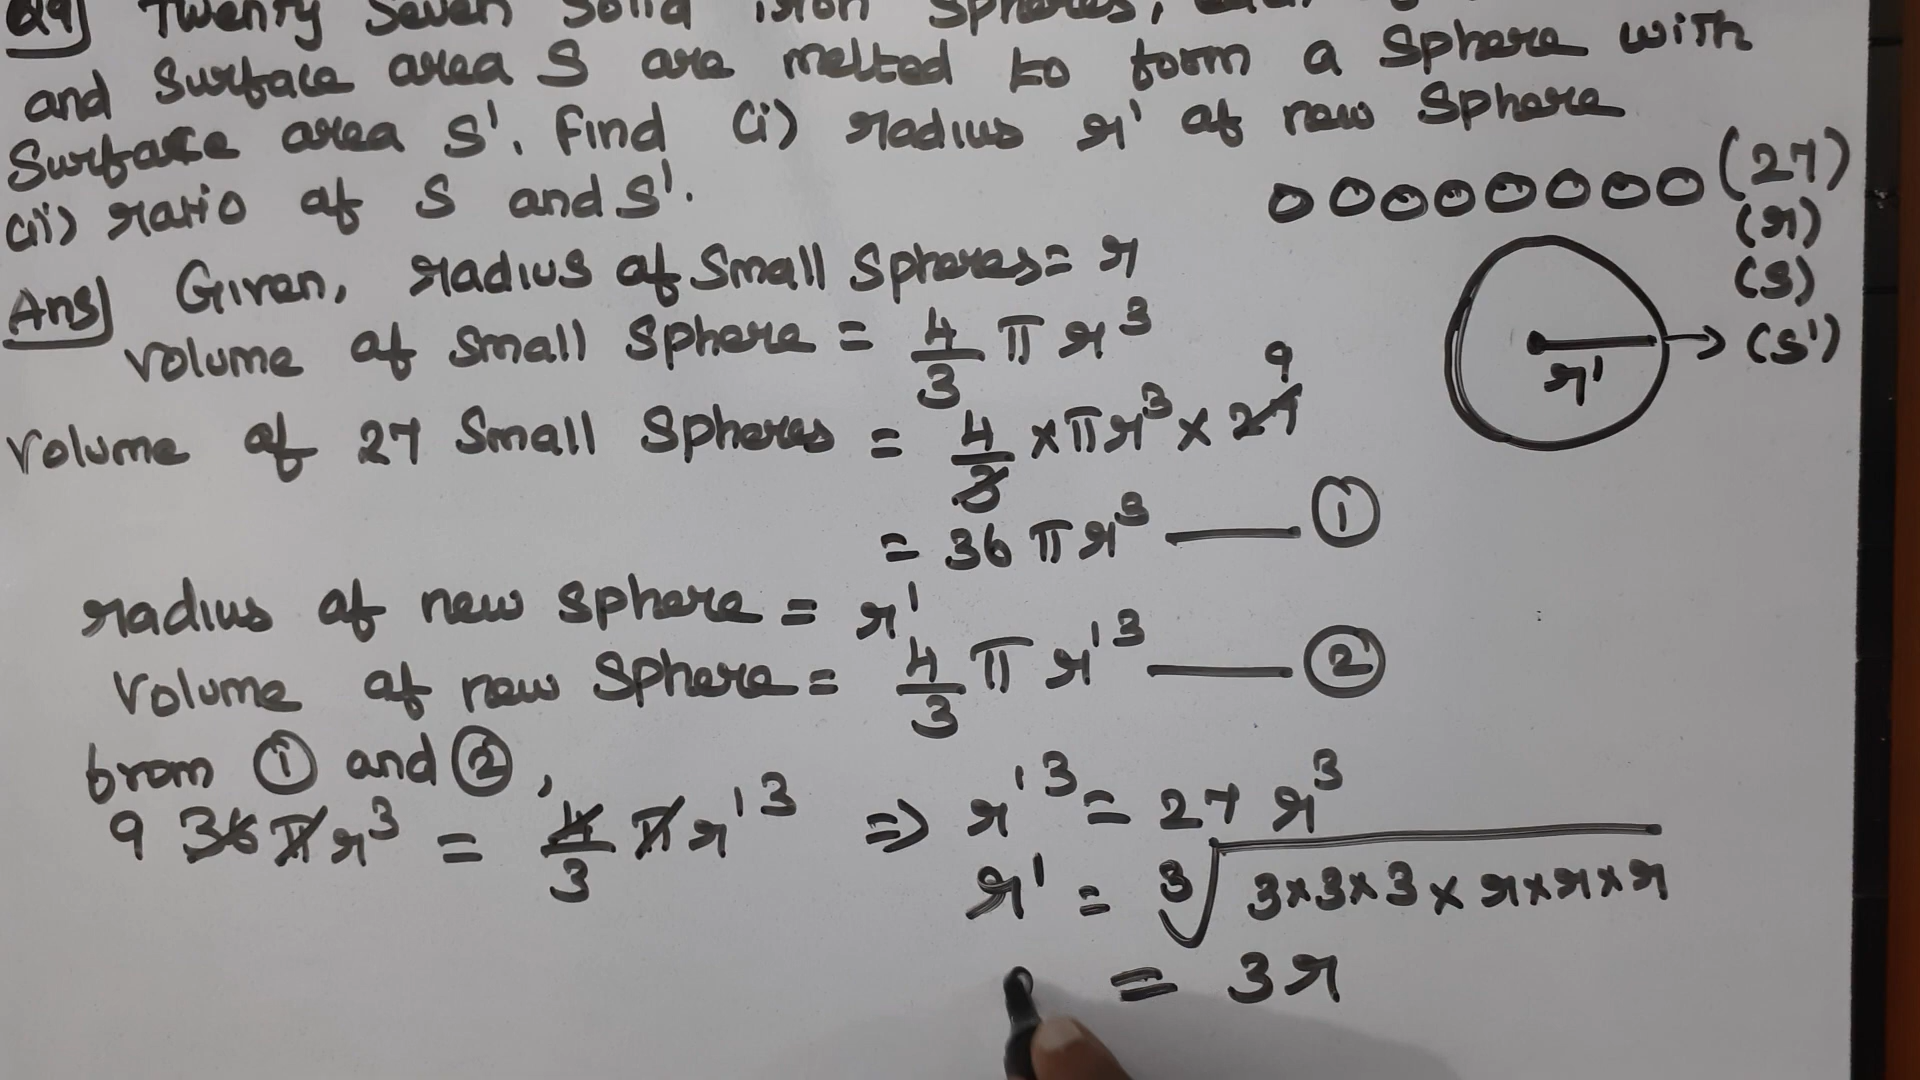 Q9) Twenty Seven Solid iron Spheres,
and Surface area S are melted to form a Sphere with
Surface area S'. Find (i) radius r' of new Sphere
(ii) ratio of S and S'.
(27)
(r)
(S)
r' → (S')
Ans) Given, radius of Small Spheres = r
Volume of small Sphere = 4/3 π r³
Volume of 27 Small Spheres = 4/3 × πr³ × 27 9
= 36 πr³ —— ①
radius of new sphere = r'
Volume of new Sphere = 4/3 π r'³ —— ②
from ① and ②,
9 36 π r³ = 4/3 π r'³ ⇒ r'³ = 27 r³
r' = ³√3×3×3×r×r×r
= 3r